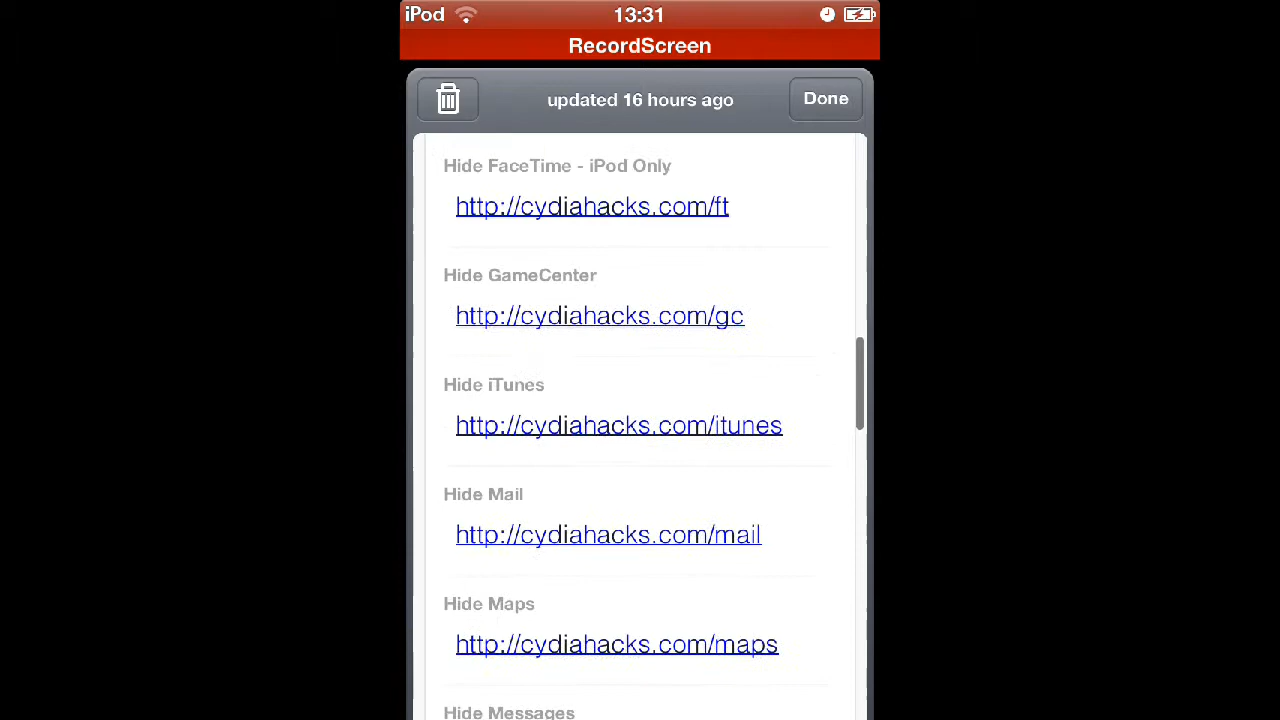 iPod 13:31
RecordScreen
updated 16 hours ago Done
Hide FaceTime - iPod Only
http://cydiahacks.com/ft
Hide GameCenter
http://cydiahacks.com/gc
Hide iTunes
http://cydiahacks.com/itunes
Hide Mail
http://cydiahacks.com/mail
Hide Maps
http://cydiahacks.com/maps
Hide Messages